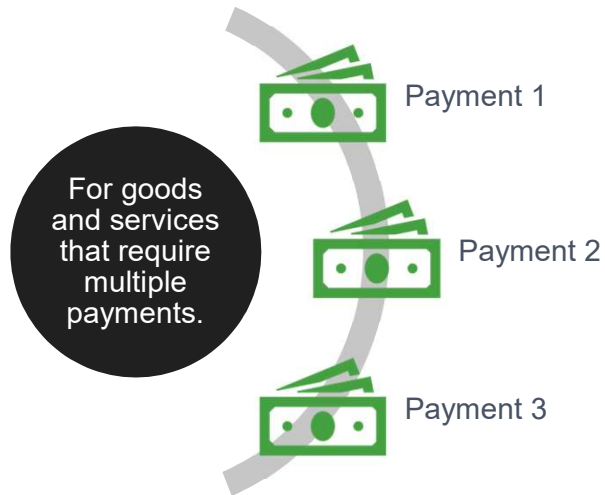 For goods
and services
that require
multiple
payments.
Payment 1
Payment 2
Payment 3